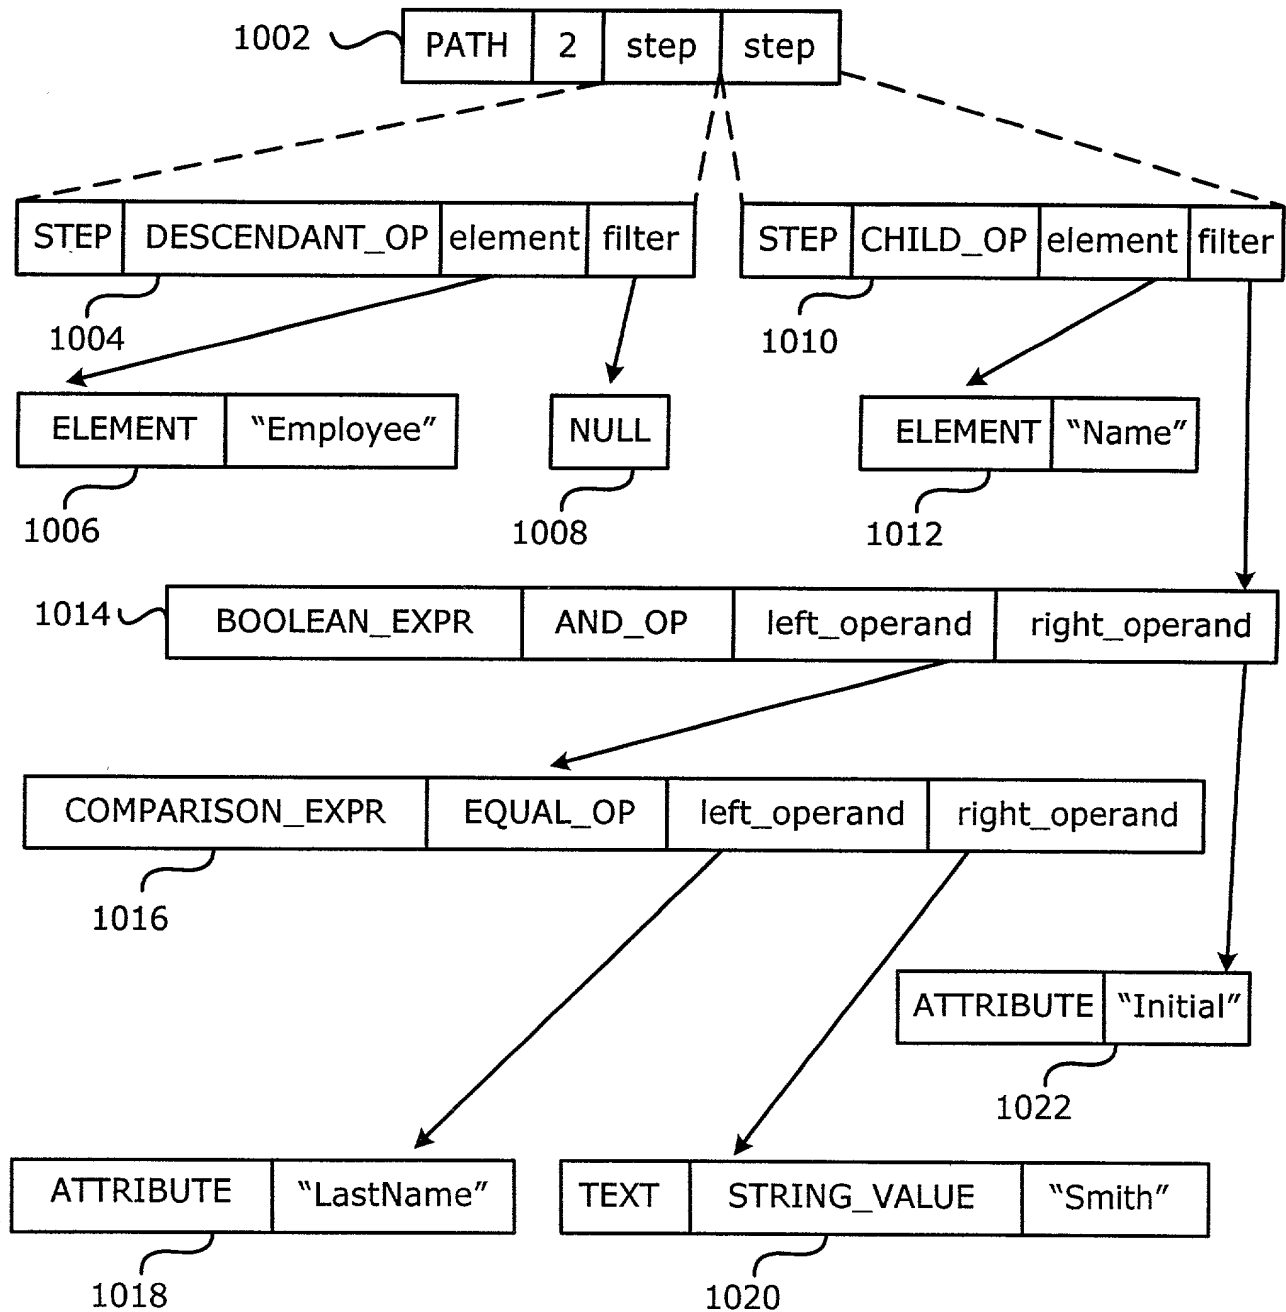 1002 PATH 2 step step
STEP DESCENDANT_OP element filter
STEP CHILD_OP element filter
1004
1010
ELEMENT “Employee”
NULL
ELEMENT “Name”
1006
1008
1012
1014 BOOLEAN_EXPR AND_OP left_operand right_operand
COMPARISON_EXPR EQUAL_OP left_operand right_operand
1016
ATTRIBUTE “Initial”
1022
ATTRIBUTE “LastName”
TEXT STRING_VALUE “Smith”
1018
1020